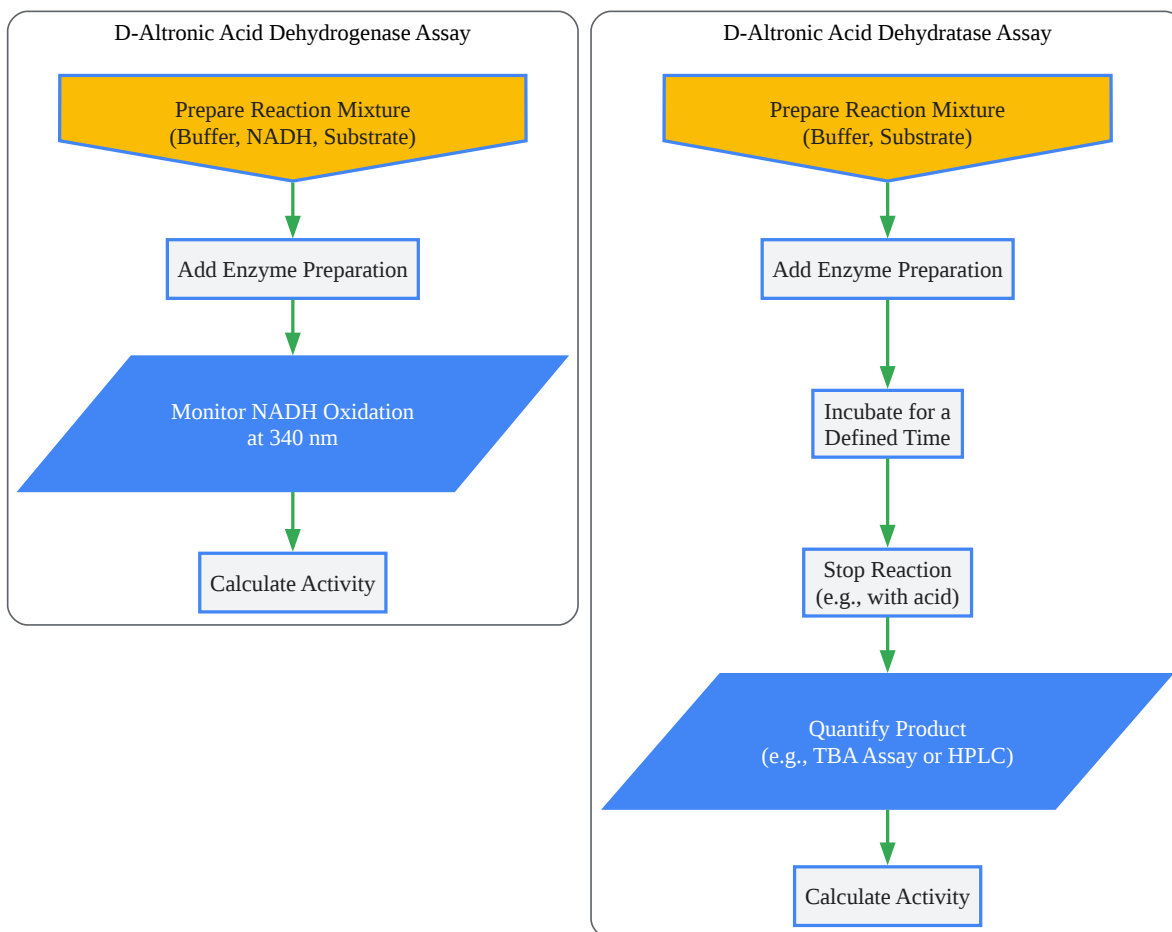 D-Altronic Acid Dehydrogenase Assay
Prepare Reaction Mixture
(Buffer, NADH, Substrate)
Add Enzyme Preparation
Monitor NADH Oxidation
at 340 nm
Calculate Activity
D-Altronic Acid Dehydratase Assay
Prepare Reaction Mixture
(Buffer, Substrate)
Add Enzyme Preparation
Incubate for a
Defined Time
Stop Reaction
(e.g., with acid)
Quantify Product
(e.g., TBA Assay or HPLC)
Calculate Activity